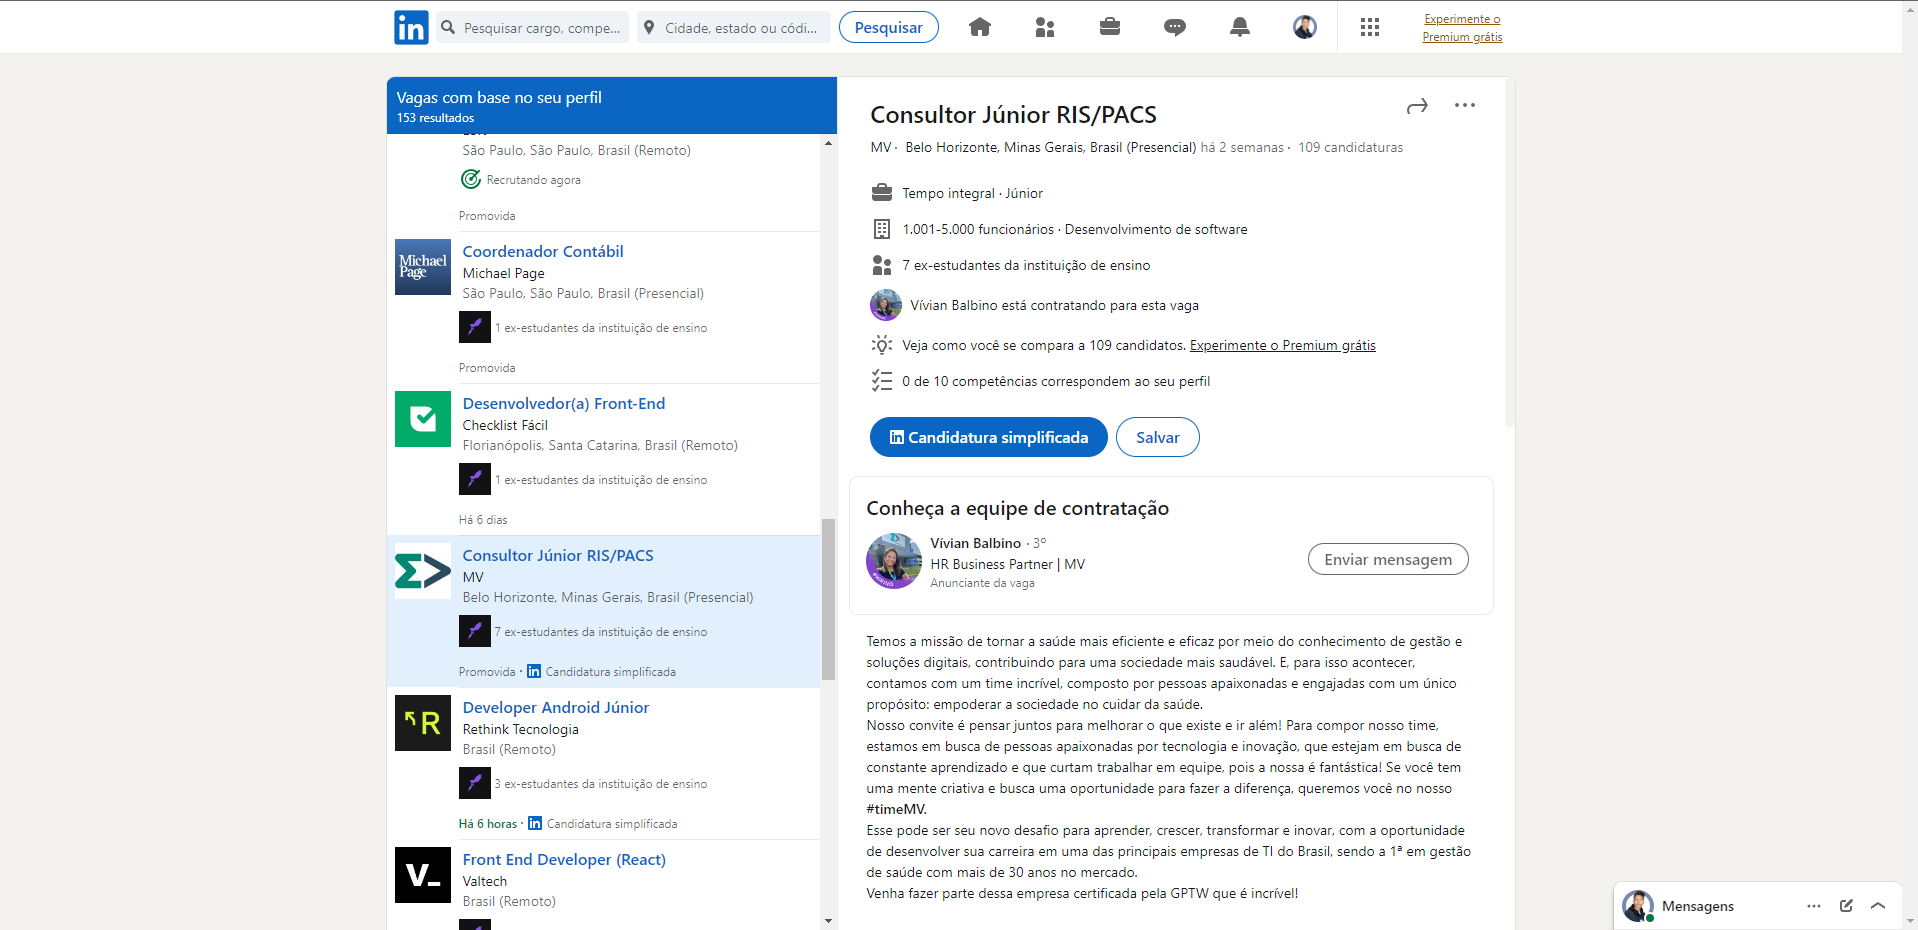 in
Pesquisar cargo, compe...
Cidade, estado ou códi...
Pesquisar
Experimente o
Premium grátis
Vagas com base no seu perfil
153 resultados
São Paulo, São Paulo, Brasil (Remoto)
Recrutando agora
Promovida
Michael
Page
Coordenador Contábil
Michael Page
São Paulo, São Paulo, Brasil (Presencial)
1 ex-estudantes da instituição de ensino
Promovida
Desenvolvedor(a) Front-End
Checklist Fácil
Florianópolis, Santa Catarina, Brasil (Remoto)
1 ex-estudantes da instituição de ensino
Há 6 dias
Consultor Júnior RIS/PACS
MV
Belo Horizonte, Minas Gerais, Brasil (Presencial)
7 ex-estudantes da instituição de ensino
Promovida · in Candidatura simplificada
R
Developer Android Júnior
Rethink Tecnologia
Brasil (Remoto)
3 ex-estudantes da instituição de ensino
Há 6 horas · in Candidatura simplificada
V_
Front End Developer (React)
Valtech
Brasil (Remoto)
Consultor Júnior RIS/PACS
MV · Belo Horizonte, Minas Gerais, Brasil (Presencial) há 2 semanas · 109 candidaturas
Tempo integral · Júnior
1.001-5.000 funcionários · Desenvolvimento de software
7 ex-estudantes da instituição de ensino
Vívian Balbino está contratando para esta vaga
Veja como você se compara a 109 candidatos. Experimente o Premium grátis
0 de 10 competências correspondem ao seu perfil
in Candidatura simplificada
Salvar
Conheça a equipe de contratação
Vívian Balbino · 3º
HR Business Partner | MV
Anunciante da vaga
Enviar mensagem
#HIRING
Temos a missão de tornar a saúde mais eficiente e eficaz por meio do conhecimento de gestão e
soluções digitais, contribuindo para uma sociedade mais saudável. E, para isso acontecer,
contamos com um time incrível, composto por pessoas apaixonadas e engajadas com um único
propósito: empoderar a sociedade no cuidar da saúde.
Nosso convite é pensar juntos para melhorar o que existe e ir além! Para compor nosso time,
estamos em busca de pessoas apaixonadas por tecnologia e inovação, que estejam em busca de
constante aprendizado e que curtam trabalhar em equipe, pois a nossa é fantástica! Se você tem
uma mente criativa e busca uma oportunidade para fazer a diferença, queremos você no nosso
#timeMV.
Esse pode ser seu novo desafio para aprender, crescer, transformar e inovar, com a oportunidade
de desenvolver sua carreira em uma das principais empresas de TI do Brasil, sendo a 1ª em gestão
de saúde com mais de 30 anos no mercado.
Venha fazer parte dessa empresa certificada pela GPTW que é incrível!
Mensagens